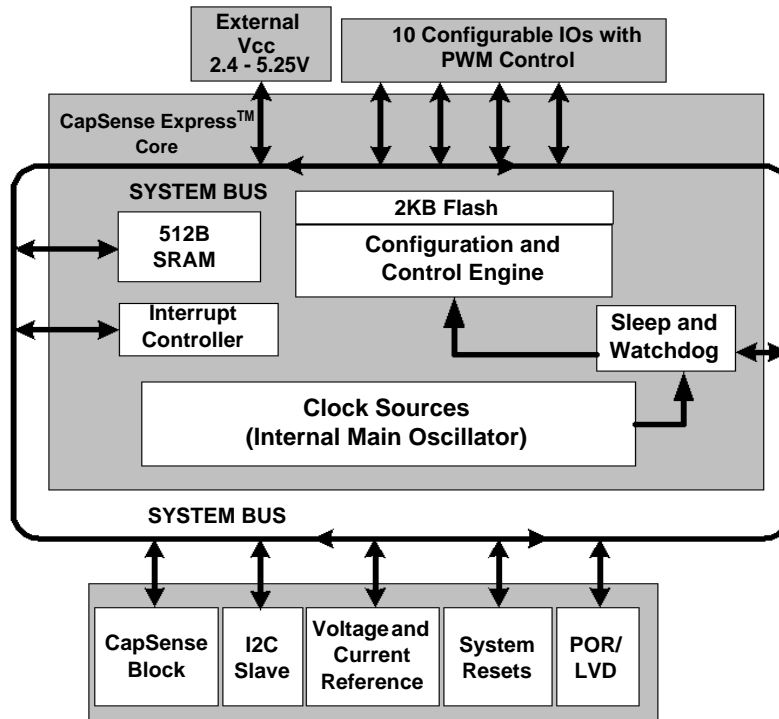 External
Vcc
2.4 - 5.25V
10 Configurable IOs with
PWM Control
CapSense Express™
Core
SYSTEM BUS
512B
SRAM
2KB Flash
Configuration and
Control Engine
Interrupt
Controller
Sleep and
Watchdog
Clock Sources
(Internal Main Oscillator)
SYSTEM BUS
CapSense
Block
I2C
Slave
Voltage and
Current
Reference
System
Resets
POR/
LVD